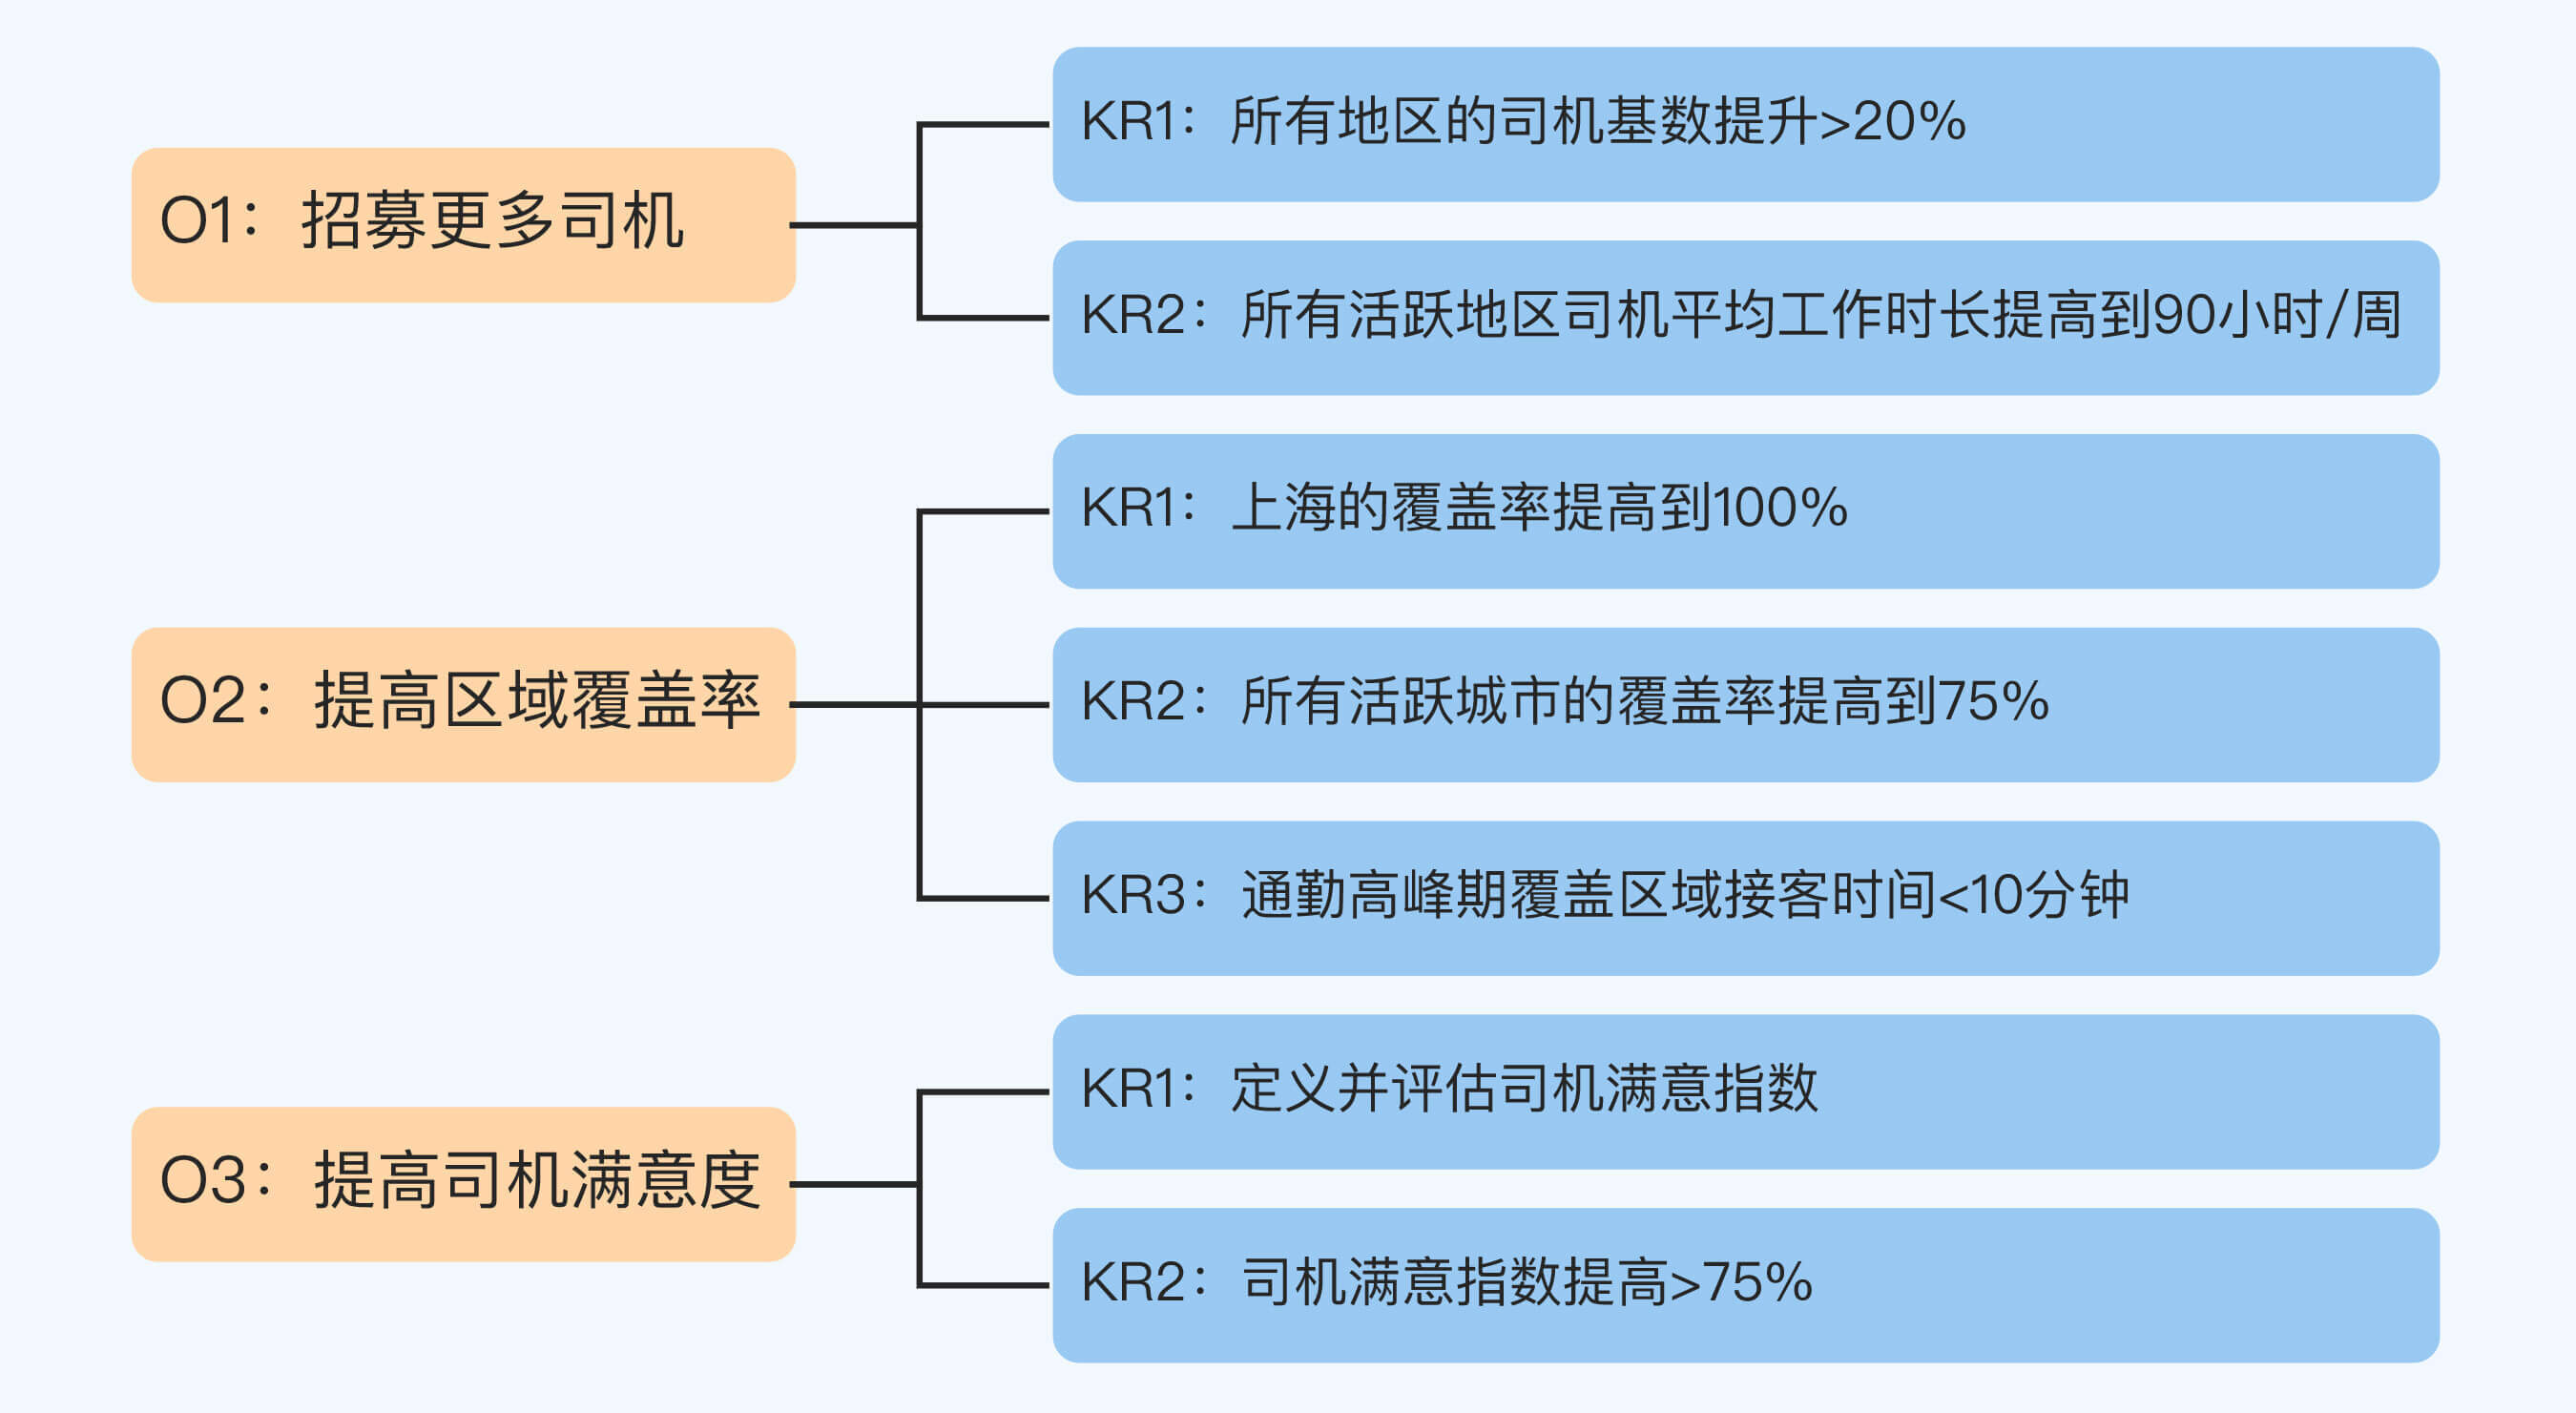 O1：招募更多司机
KR1：所有地区的司机基数提升>20%
KR2：所有活跃地区司机平均工作时长提高到90小时/周
O2：提高区域覆盖率
KR1：上海的覆盖率提高到100%
KR2：所有活跃城市的覆盖率提高到75%
KR3：通勤高峰期覆盖区域接客时间<10分钟
O3：提高司机满意度
KR1：定义并评估司机满意指数
KR2：司机满意指数提高>75%